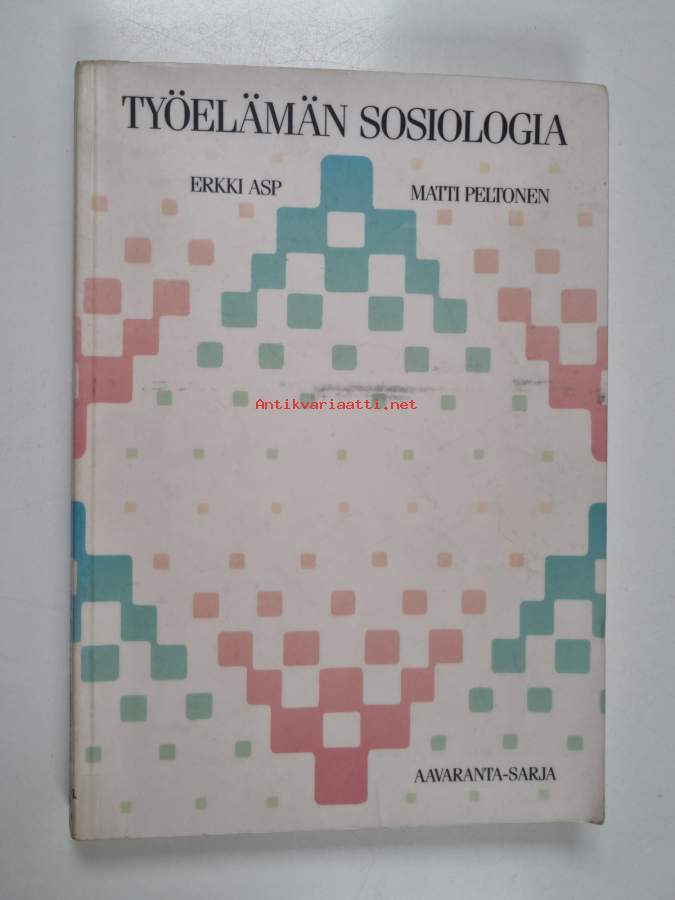 TYÖELÄMÄN SOSIOLOGIA
ERKKI ASP
MATTI PELTONEN
Antikvariaatti.net
AAVARANTA-SARJA